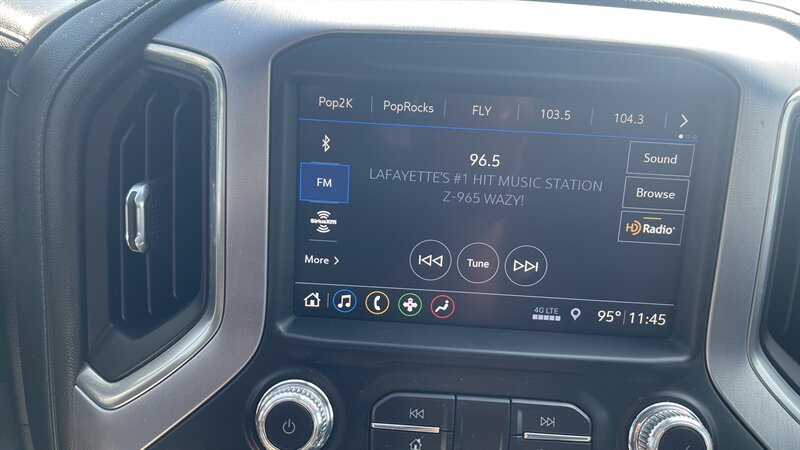 Pop2K PopRocks FLY 103.5 104.3
96.5
Sound
FM
LAFAYETTE'S #1 HIT MUSIC STATION
Browse
Z-965 WAZY!
SiriusXM
HD Radio
More
Tune
4G LTE
95° 11:45